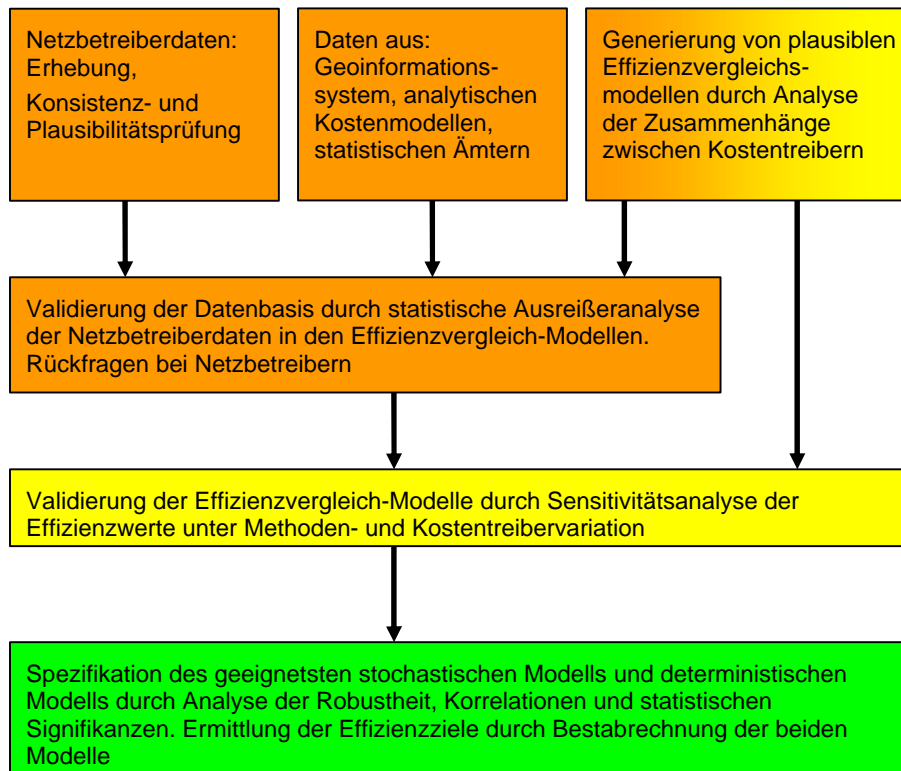 Netzbetreiberdaten:
Erhebung,
Konsistenz- und
Plausibilitätsprüfung
Daten aus:
Geoinformations-
system, analytischen
Kostenmodellen,
statistischen Ämtern
Generierung von plausiblen
Effizienzvergleichs-
modellen durch Analyse
der Zusammenhänge
zwischen Kostentreibern
Validierung der Datenbasis durch statistische Ausreißeranalyse
der Netzbetreiberdaten in den Effizienzvergleich-Modellen.
Rückfragen bei Netzbetreibern
Validierung der Effizienzvergleich-Modelle durch Sensitivitätsanalyse der
Effizienzwerte unter Methoden- und Kostentreibervariation
Spezifikation des geeignetsten stochastischen Modells und deterministischen
Modells durch Analyse der Robustheit, Korrelationen und statistischen
Signifikanzen. Ermittlung der Effizienzziele durch Bestabrechnung der beiden
Modelle